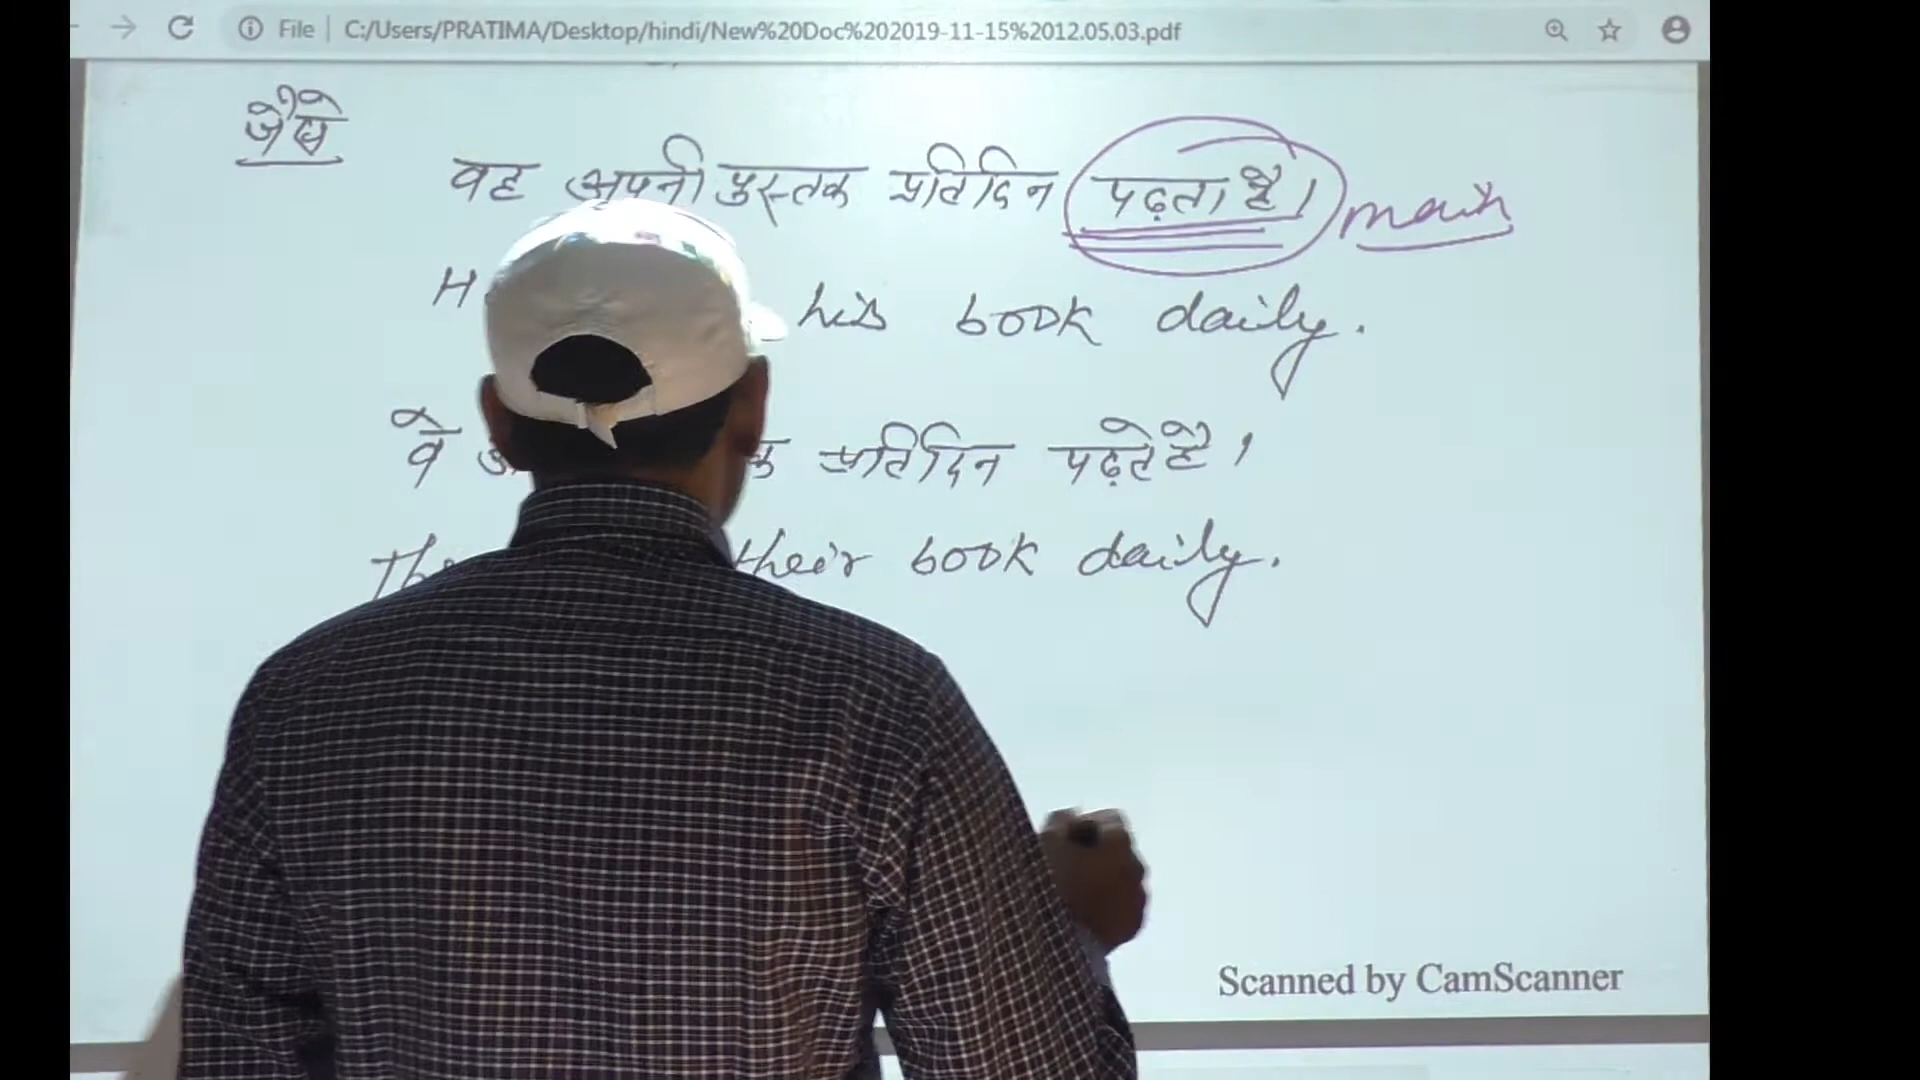 File C:/Users/PRATIMA/Desktop/hindi/New%20Doc%202019-11-15%2012.05.03.pdf
जैसे
वह अपनी पुस्तक प्रतिदिन पढ़ता है। main
his book daily.
वे प्रतिदिन पढ़ते है।
their book daily.
Scanned by CamScanner